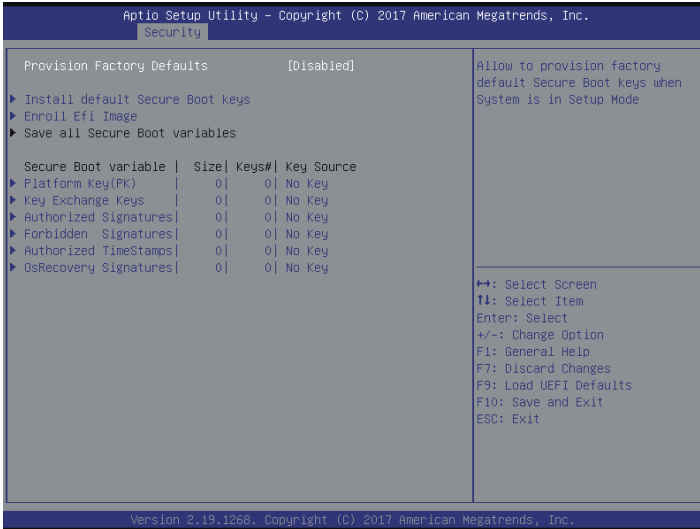 Aptio Setup Utility – Copyright (C) 2017 American Megatrends, Inc.
Security
Provision Factory Defaults [Disabled]
▶ Install default Secure Boot keys
▶ Enroll Efi Image
▶ Save all Secure Boot variables
Secure Boot variable | Size| Keys#| Key Source
▶ Platform Key(PK) | 0| 0| No Key
▶ Key Exchange Keys | 0| 0| No Key
▶ Authorized Signatures| 0| 0| No Key
▶ Forbidden Signatures| 0| 0| No Key
▶ Authorized TimeStamps| 0| 0| No Key
▶ OsRecovery Signatures| 0| 0| No Key
Allow to provision factory
default Secure Boot keys when
System is in Setup Mode
↔: Select Screen
↑↓: Select Item
Enter: Select
+/-: Change Option
F1: General Help
F7: Discard Changes
F9: Load UEFI Defaults
F10: Save and Exit
ESC: Exit
Version 2.19.1268. Copyright (C) 2017 American Megatrends, Inc.